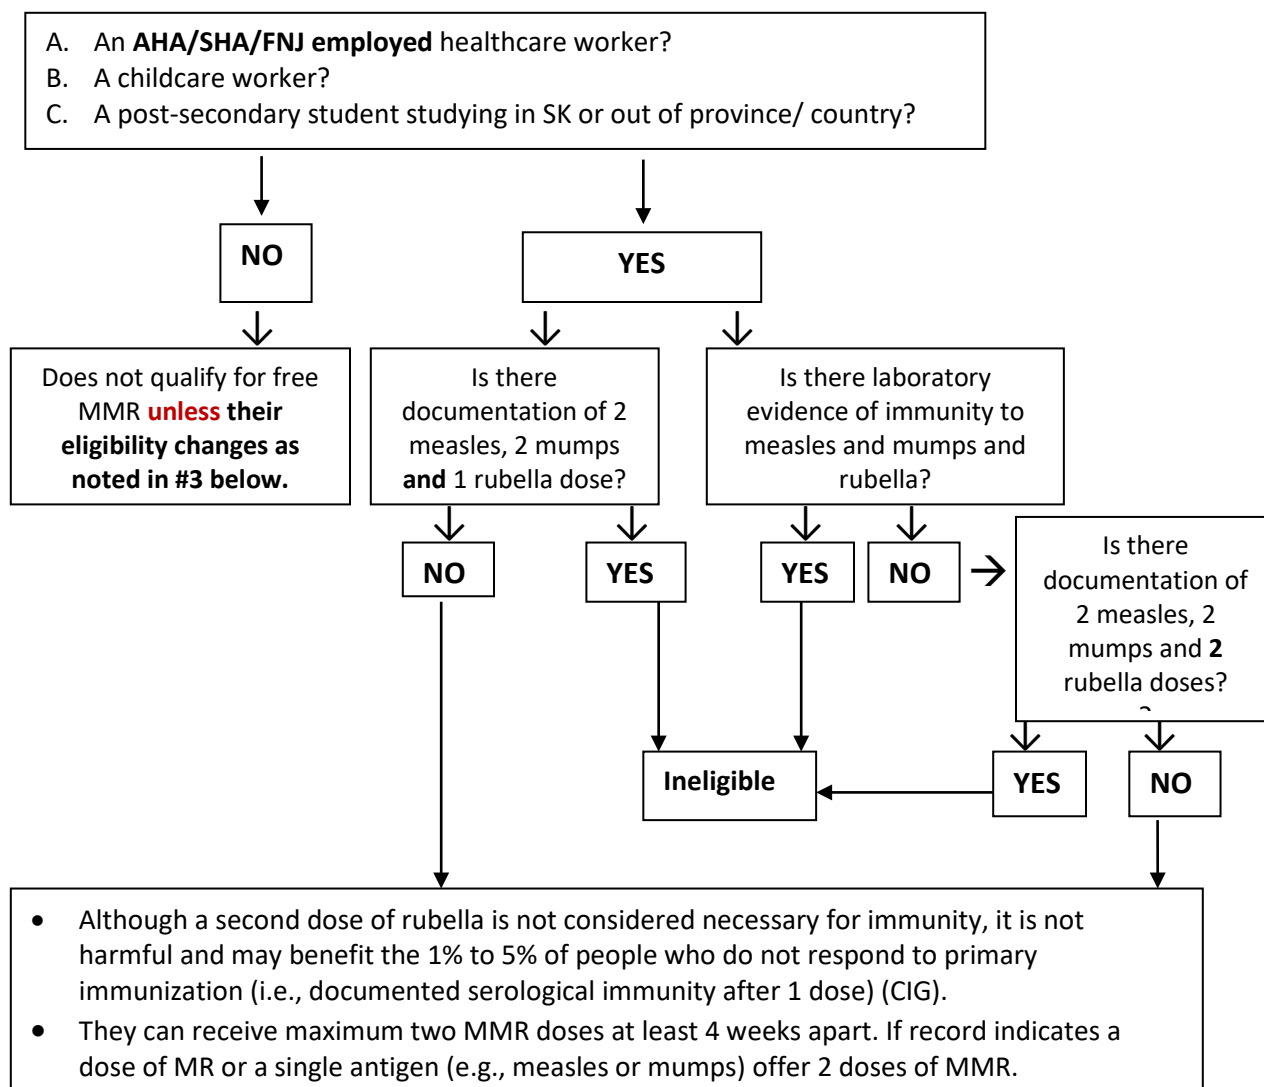 A. An AHA/SHA/FNJ employed healthcare worker?
B. A childcare worker?
C. A post-secondary student studying in SK or out of province/ country?
NO
YES
Does not qualify for free
MMR unless their
eligibility changes as
noted in #3 below.
Is there
documentation of 2
measles, 2 mumps
and 1 rubella dose?
Is there laboratory
evidence of immunity to
measles and mumps and
rubella?
NO
YES
YES
NO
Is there
documentation of
2 measles, 2
mumps and 2
rubella doses?
Ineligible
YES
NO
• Although a second dose of rubella is not considered necessary for immunity, it is not
harmful and may benefit the 1% to 5% of people who do not respond to primary
immunization (i.e., documented serological immunity after 1 dose) (CIG).
• They can receive maximum two MMR doses at least 4 weeks apart. If record indicates a
dose of MR or a single antigen (e.g., measles or mumps) offer 2 doses of MMR.